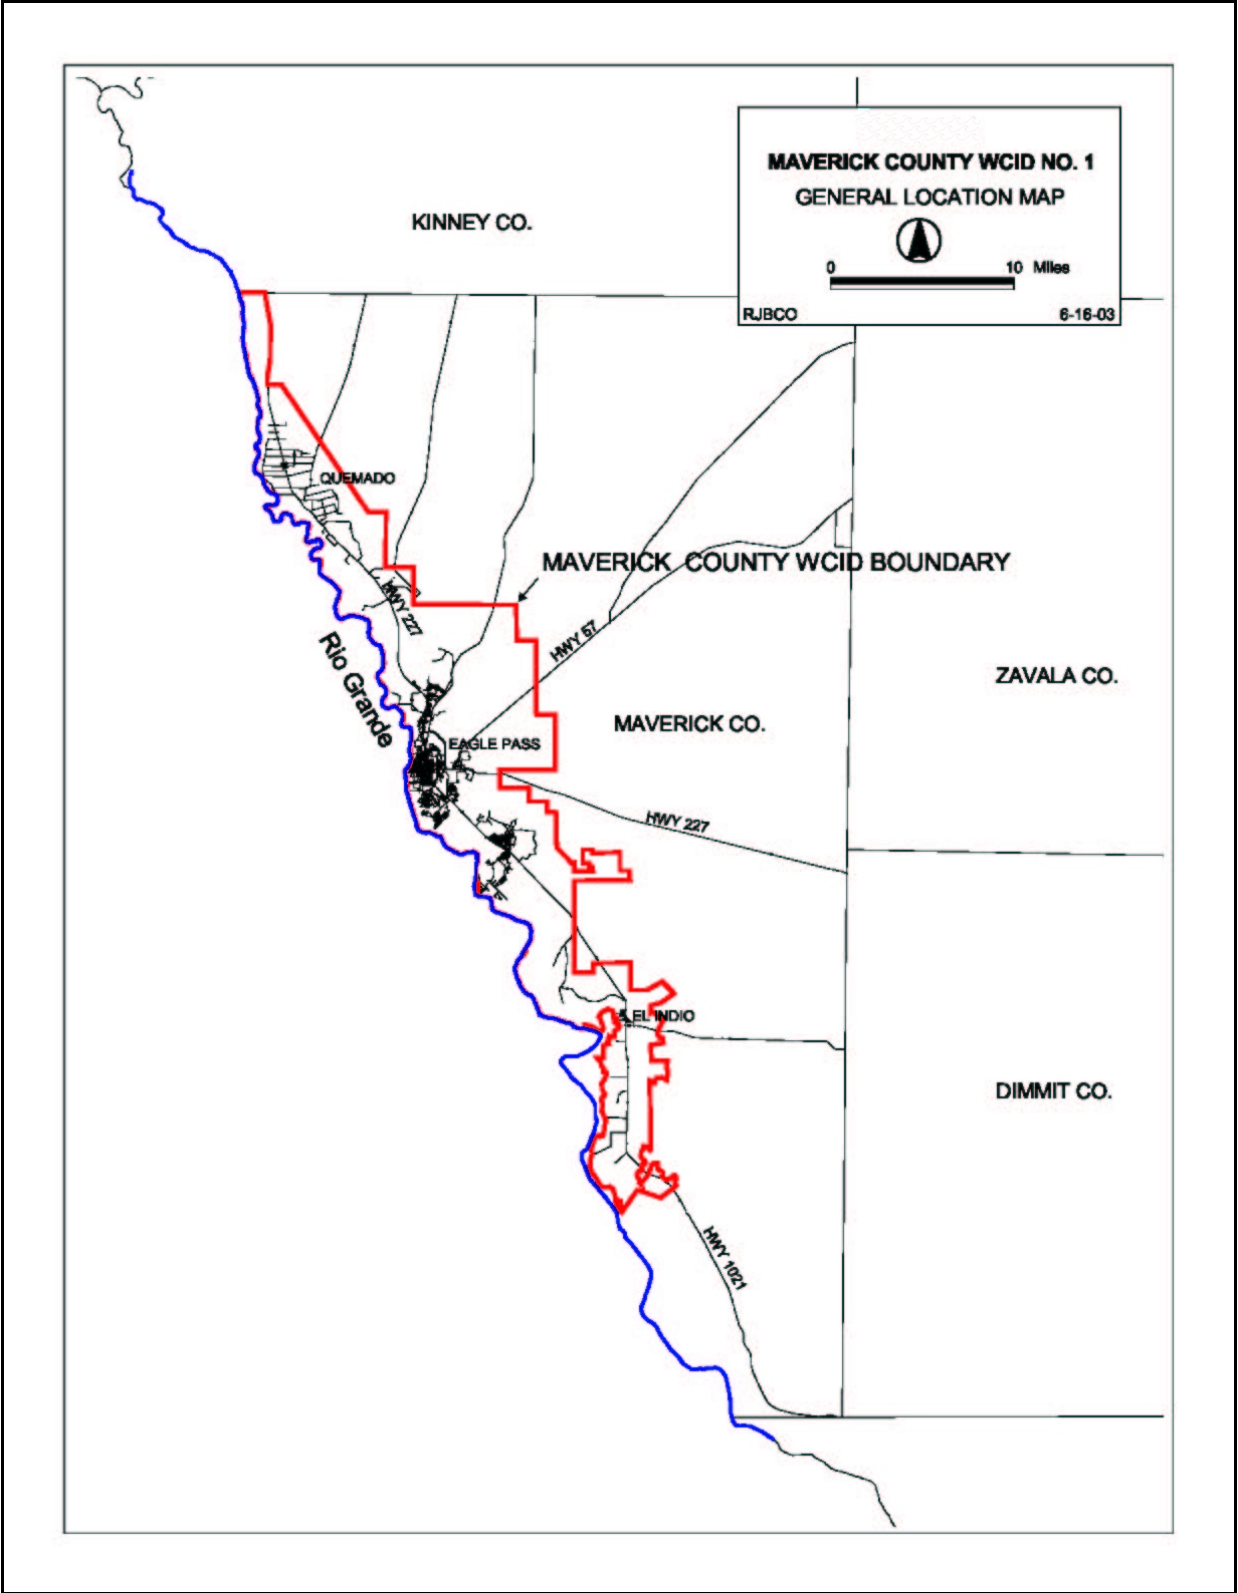 MAVERICK COUNTY WCID NO. 1
GENERAL LOCATION MAP
0 10 Miles
RJBCO 6-16-03
KINNEY CO.
QUEMADO
MAVERICK COUNTY WCID BOUNDARY
HWY 227
HWY 57
Rio Grande
ZAVALA CO.
MAVERICK CO.
EAGLE PASS
HWY 227
EL INDIO
DIMMIT CO.
HWY 1021